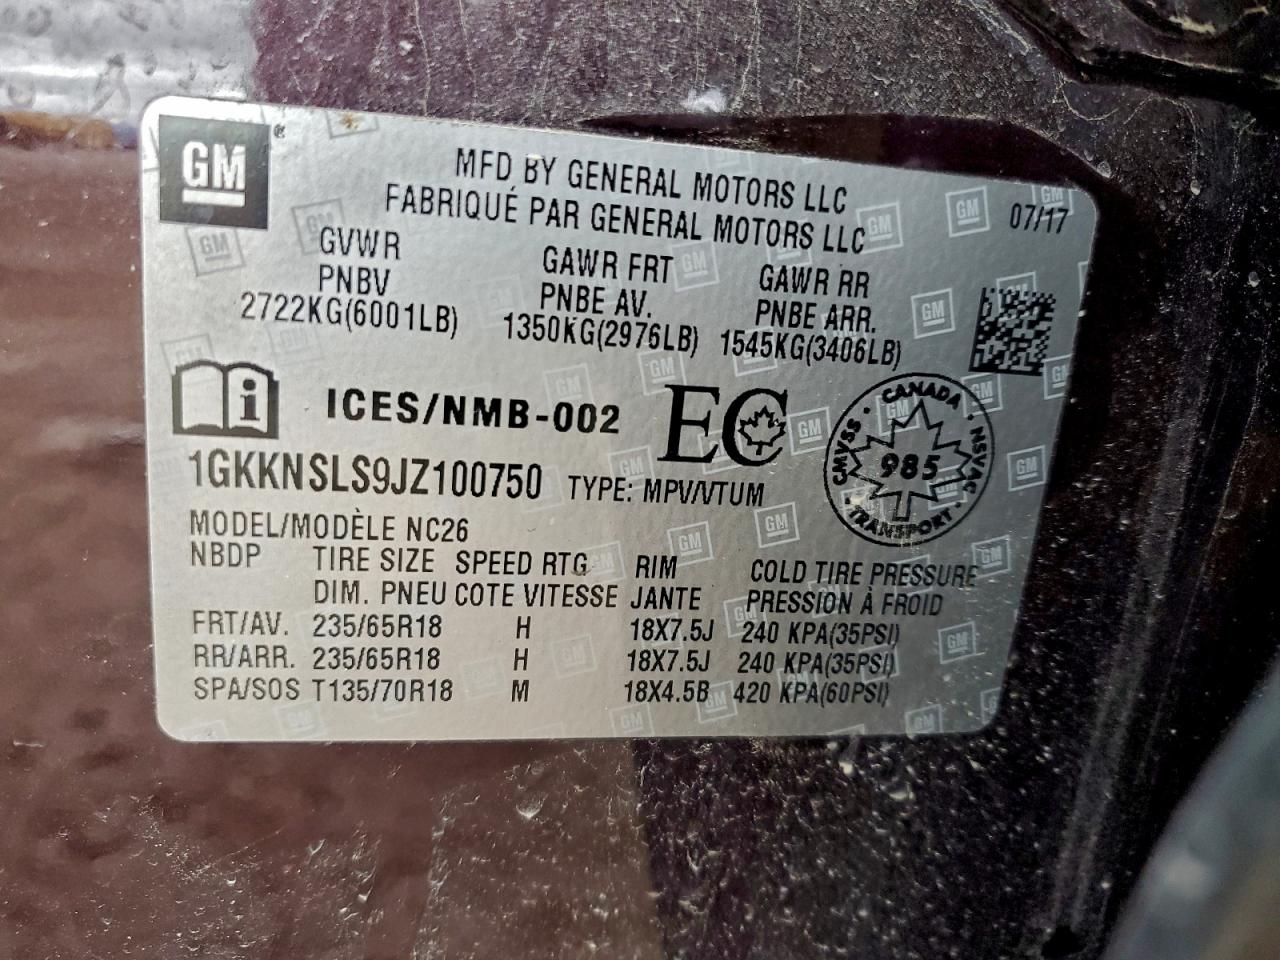 GM ®
MFD BY GENERAL MOTORS LLC
FABRIQUÉ PAR GENERAL MOTORS LLC
07/17
GVWR GAWR FRT GAWR RR
PNBV PNBE AV. PNBE ARR.
2722KG(6001LB) 1350KG(2976LB) 1545KG(3406LB)
i ICES/NMB-002 EC
CANADA
CMVSS 985 NSVAC
TRANSPORT
1GKKNSLS9JZ100750 TYPE: MPV/VTUM
MODEL/MODÈLE NC26
NBDP TIRE SIZE SPEED RTG RIM COLD TIRE PRESSURE
DIM. PNEU COTE VITESSE JANTE PRESSION À FROID
FRT/AV. 235/65R18 H 18X7.5J 240 KPA(35PSI)
RR/ARR. 235/65R18 H 18X7.5J 240 KPA(35PSI)
SPA/SOS T135/70R18 M 18X4.5B 420 KPA(60PSI)